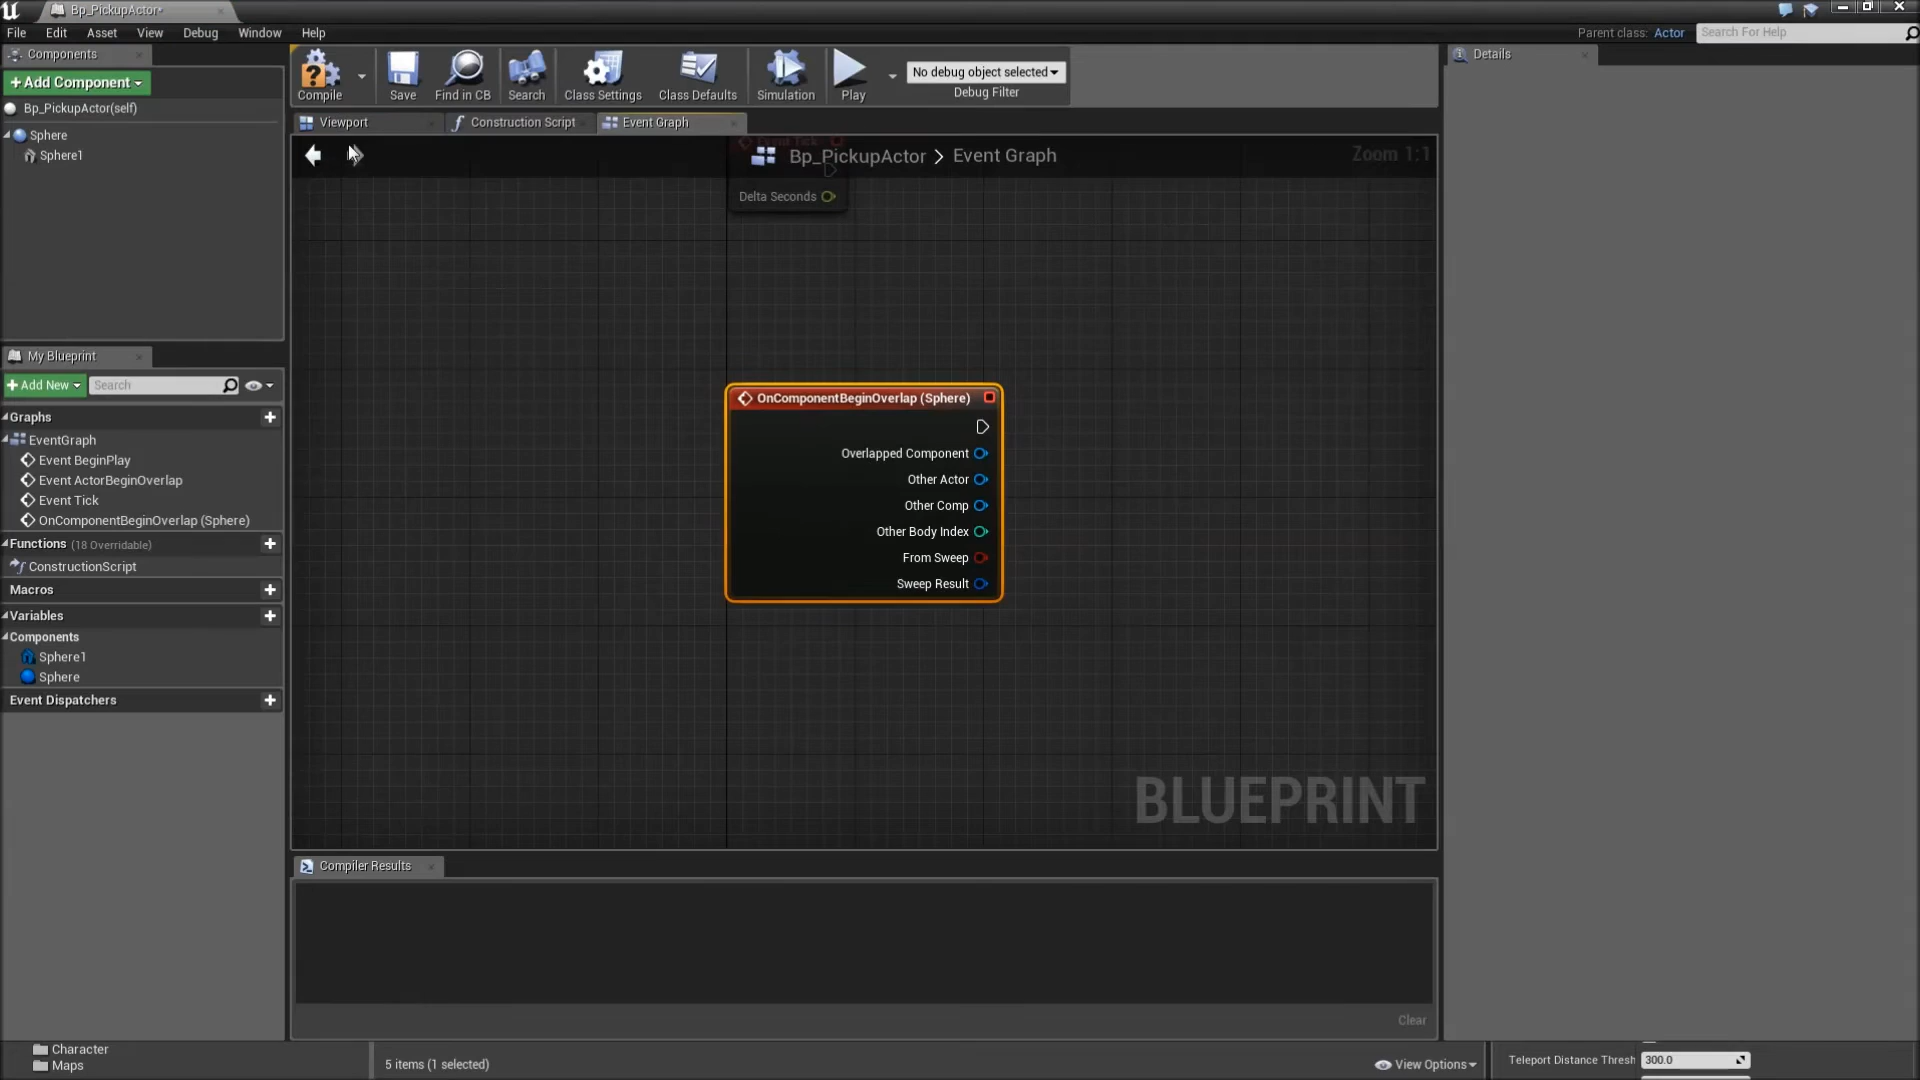 Bp_PickupActor*
File Edit Asset View Debug Window Help
Parent class: Actor
Search For Help
Components
+Add Component
Bp_PickupActor(self)
Sphere
Sphere1
Compile
Save
Find in CB
Search
Class Settings
Class Defaults
Simulation
Play
No debug object selected
Debug Filter
Details
Viewport
Construction Script
Event Graph
Bp_PickupActor > Event Graph
Zoom 1:1
Event Tick
Delta Seconds
OnComponentBeginOverlap (Sphere)
Overlapped Component
Other Actor
Other Comp
Other Body Index
From Sweep
Sweep Result
BLUEPRINT
My Blueprint
+Add New
Search
Graphs
EventGraph
Event BeginPlay
Event ActorBeginOverlap
Event Tick
OnComponentBeginOverlap (Sphere)
Functions (18 Overridable)
ConstructionScript
Macros
Variables
Components
Sphere1
Sphere
Event Dispatchers
Compiler Results
Clear
Character
Maps
5 items (1 selected)
View Options
Teleport Distance Thresh
300.0